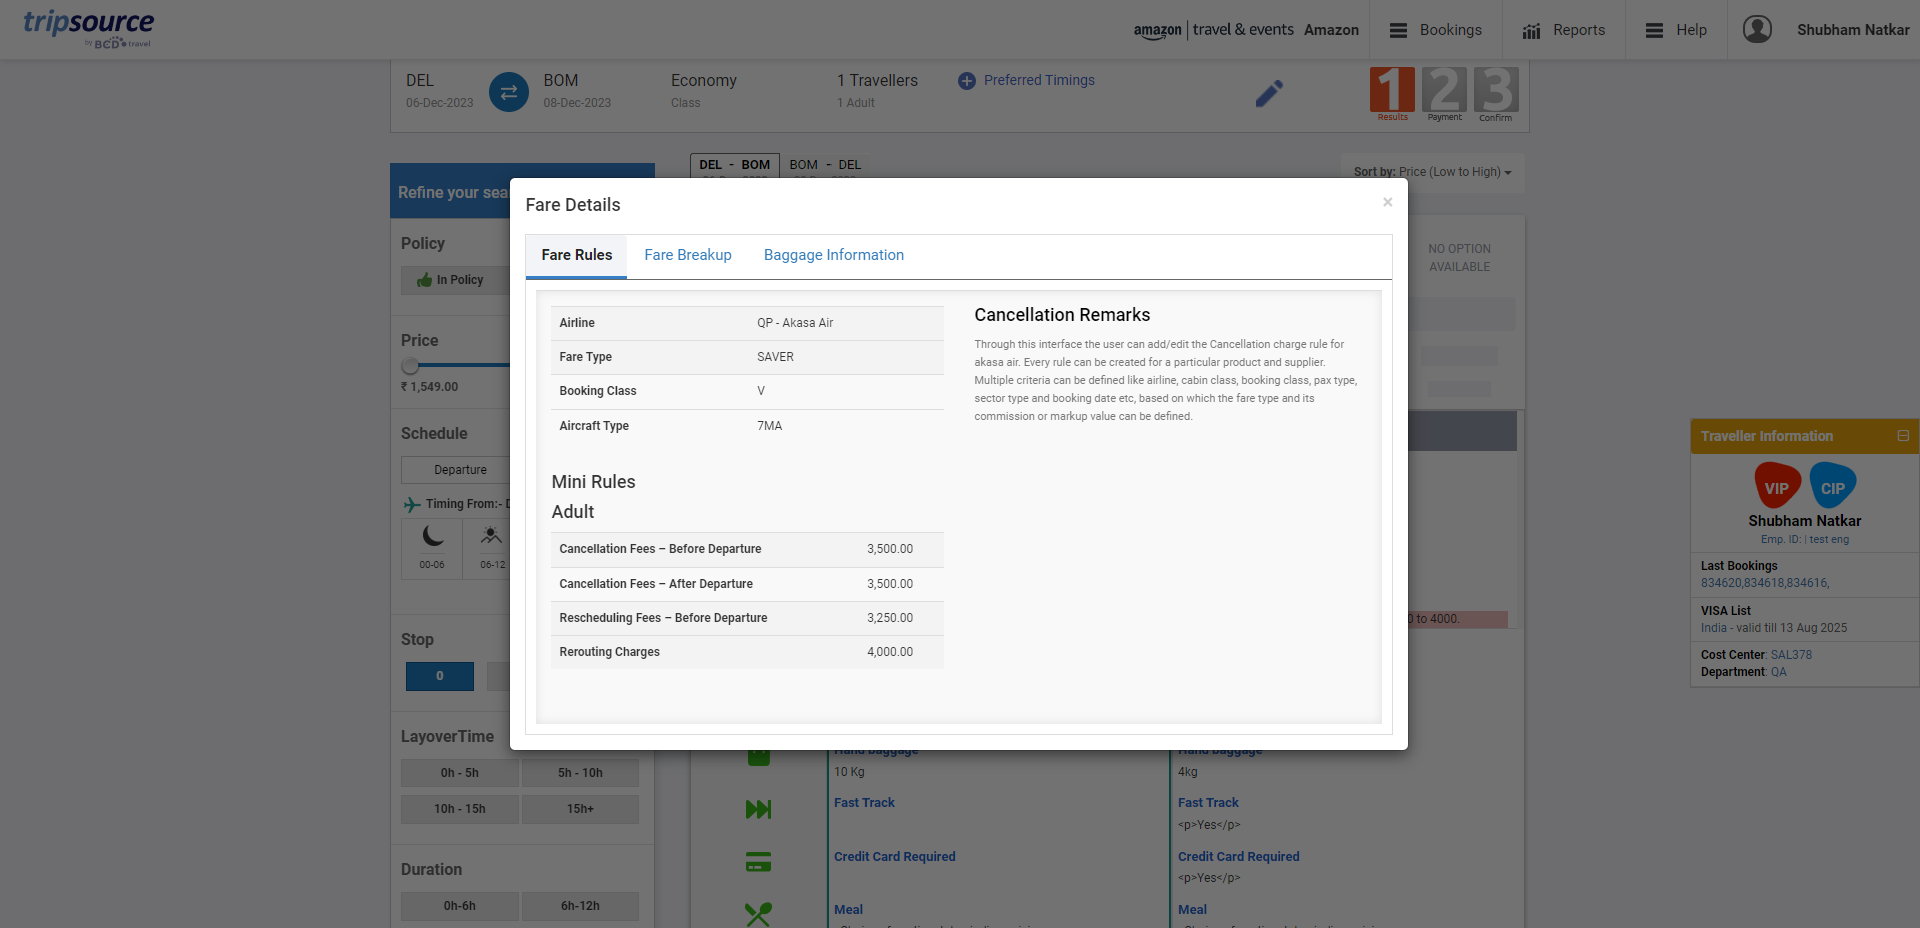 tripsource
by BCD travel
amazon | travel & events Amazon
Bookings
Reports
Help
Shubham Natkar
DEL
06-Dec-2023
BOM
08-Dec-2023
Economy
Class
1 Travellers
1 Adult
Preferred Timings
1 2 3
Results Payment Confirm
DEL - BOM
BOM - DEL
Sort by: Price (Low to High)
Refine your
Policy
In Policy
Price
₹ 1,549.00
Schedule
Departure
Timing From:-
00-06
06-12
Stop
0
LayoverTime
0h - 5h
5h - 10h
10h - 15h
15h+
Duration
0h-6h
6h-12h
Fare Details
×
Fare Rules
Fare Breakup
Baggage Information
Airline QP - Akasa Air
Fare Type SAVER
Booking Class V
Aircraft Type 7MA
Mini Rules
Adult
Cancellation Fees – Before Departure 3,500.00
Cancellation Fees – After Departure 3,500.00
Rescheduling Fees – Before Departure 3,250.00
Rerouting Charges 4,000.00
Cancellation Remarks
Through this interface the user can add/edit the Cancellation charge rule for
akasa air. Every rule can be created for a particular product and supplier.
Multiple criteria can be defined like airline, cabin class, booking class, pax type,
sector type and booking date etc, based on which the fare type and its
commission or markup value can be defined.
NO OPTION
AVAILABLE
0 to 4000.
Hand Baggage
10 Kg
Fast Track
Credit Card Required
Meal
Hand Baggage
4kg
Fast Track
<p>Yes</p>
Credit Card Required
<p>Yes</p>
Meal
Traveller Information
VIP
CIP
Shubham Natkar
Emp. ID: | test eng
Last Bookings
834620,834618,834616,
VISA List
India - valid till 13 Aug 2025
Cost Center: SAL378
Department: QA